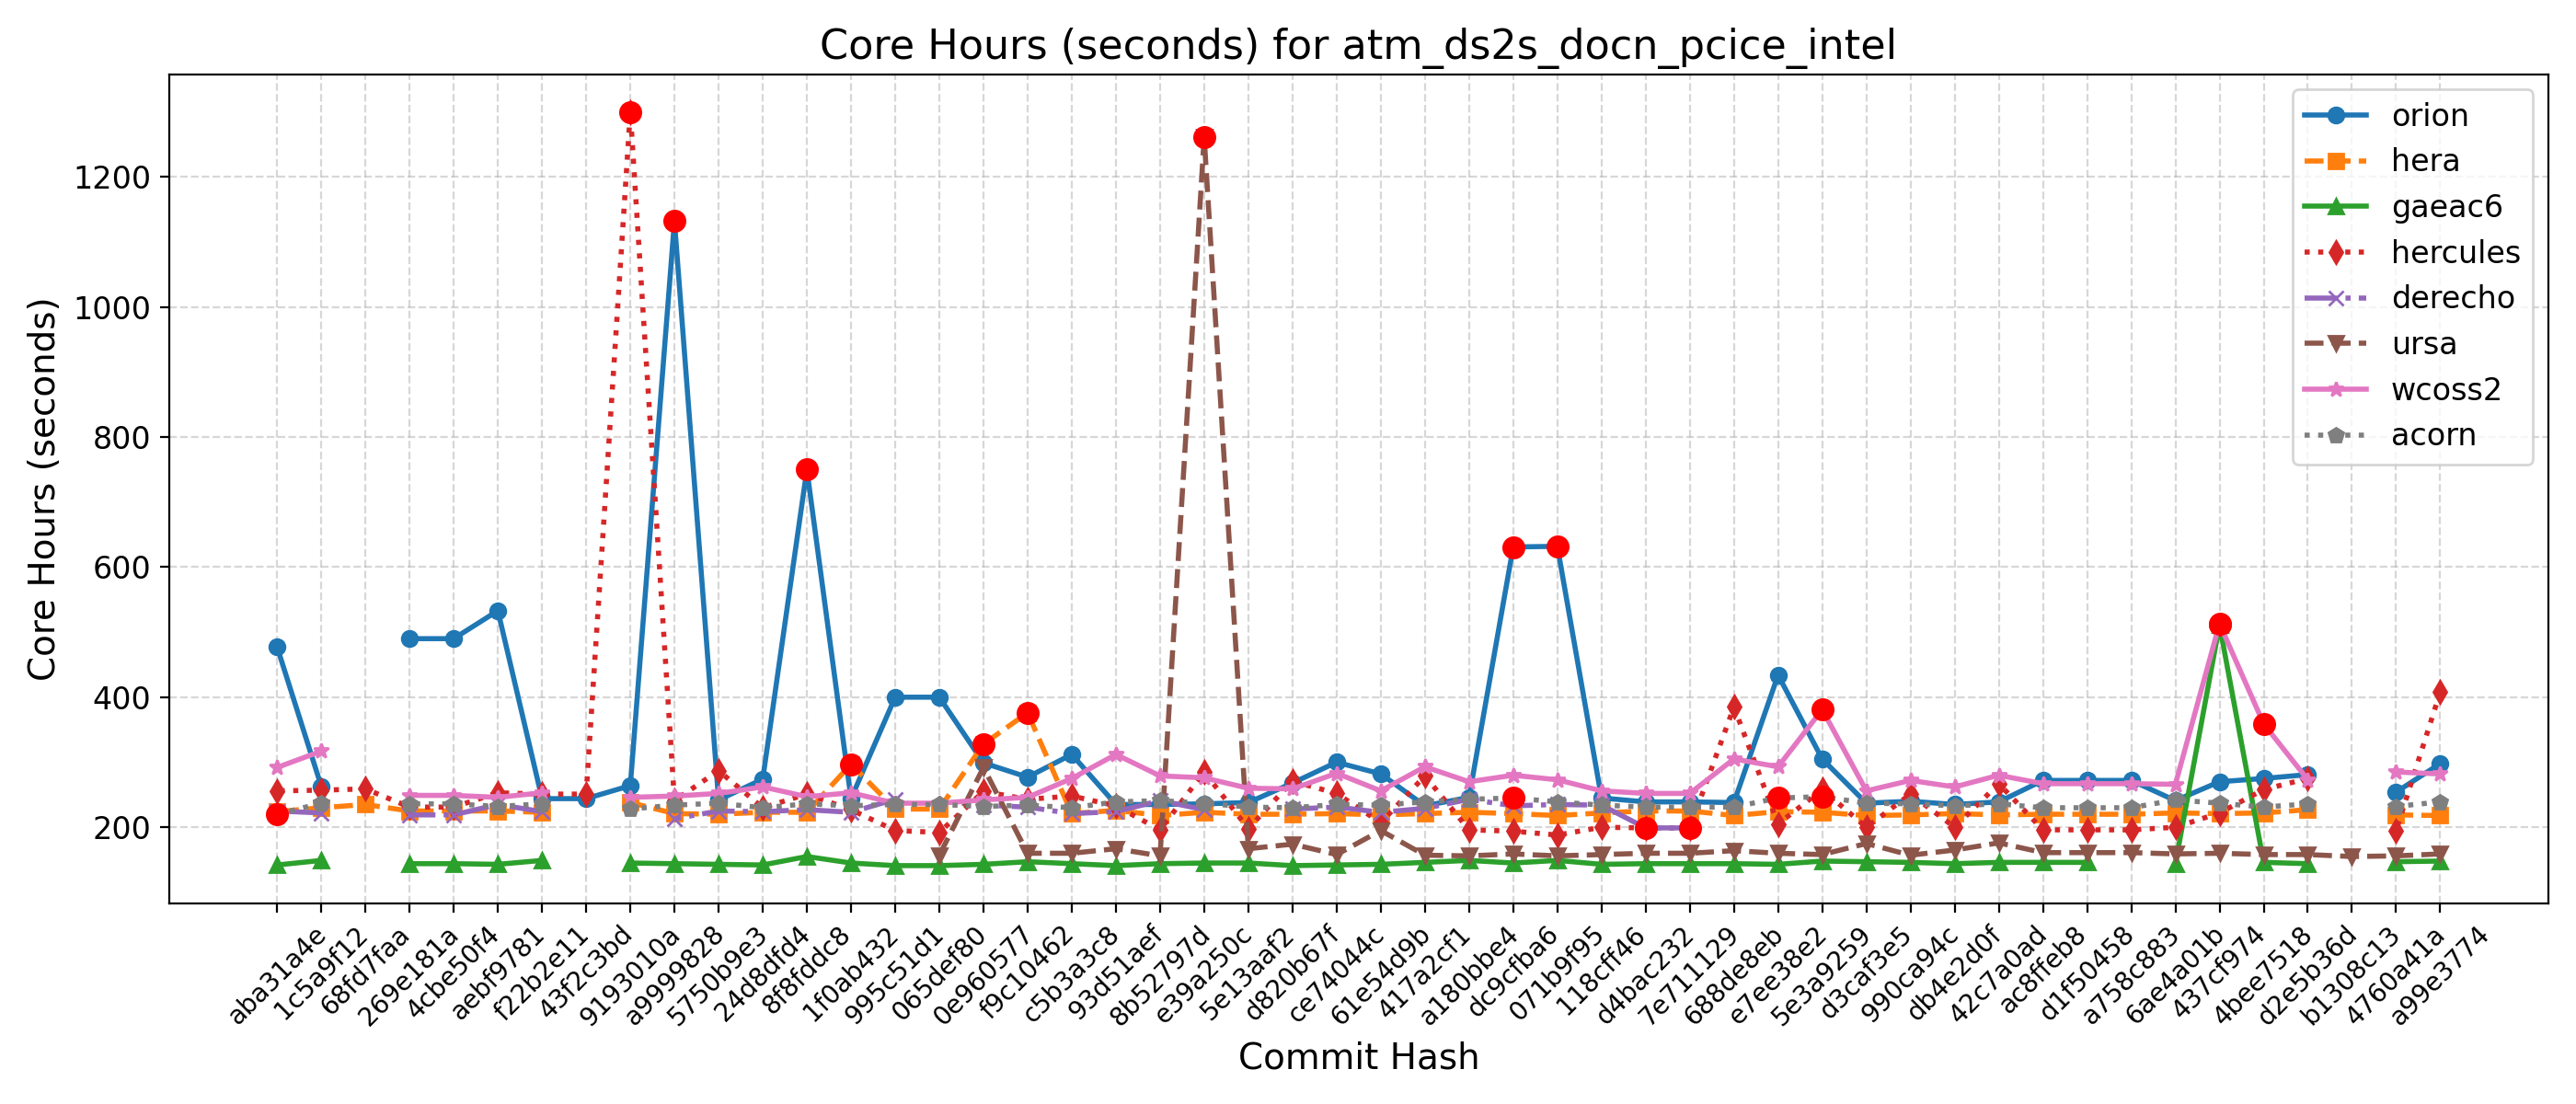 Core Hours (seconds) for atm_ds2s_docn_pcice_intel
Core Hours (seconds)
1200
1000
800
600
400
200
orion
hera
gaeac6
hercules
derecho
ursa
wcoss2
acorn
aba31a4e
1c5a9f12
68fd7faa
269e181a
4cbe50f4
aebf9781
f22b2e11
43f2c3bd
9193010a
a9999828
5750b9e3
24d8dfd4
8f8fddc8
1f0ab432
995c51d1
065def80
0e960577
f9c10462
c5b3a3c8
93d51aef
8b52797d
e39a250c
5e13aaf2
d820b67f
ce74044c
61e54d9b
417a2cf1
a180bbe4
dc9cfba6
071b9f95
118cff46
d4bac232
7e711129
688de8eb
e7ee38e2
5e3a9259
d3caf3e5
990ca94c
db4e2d0f
42c7a0ad
ac8ffeb8
d1f50458
a758c883
6ae4a01b
437cf974
4bee7518
d2e5b36d
b1308c13
4760a41a
a99e3774
Commit Hash